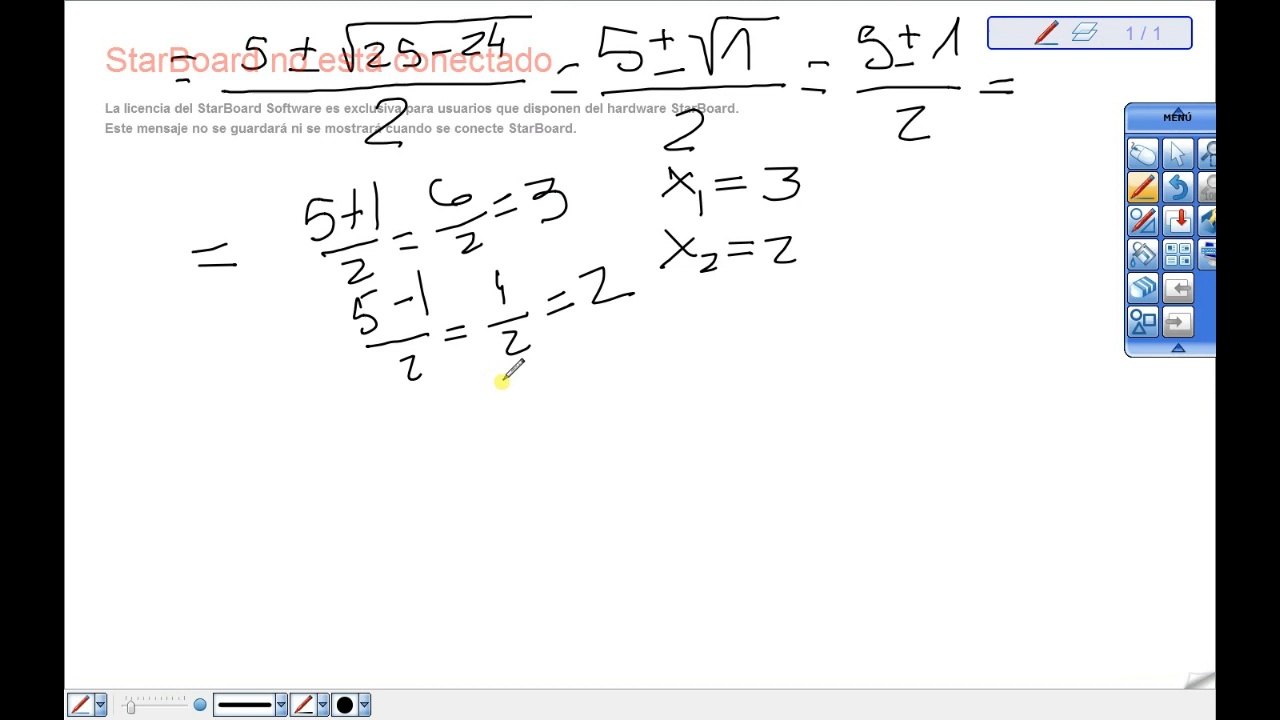 = 5 ± √25-24 / 2 = 5 ± √1 / 2 = 5 ± 1 / 2 =
StarBoard no está conectado
La licencia del StarBoard Software es exclusiva para usuarios que disponen del hardware StarBoard.
Este mensaje no se guardará ni se mostrará cuando se conecte StarBoard.
1 / 1
MENÚ
= 5+1 / 2 = 6 / 2 = 3
5-1 / 2 = 4 / 2 = 2
x₁ = 3
x₂ = 2